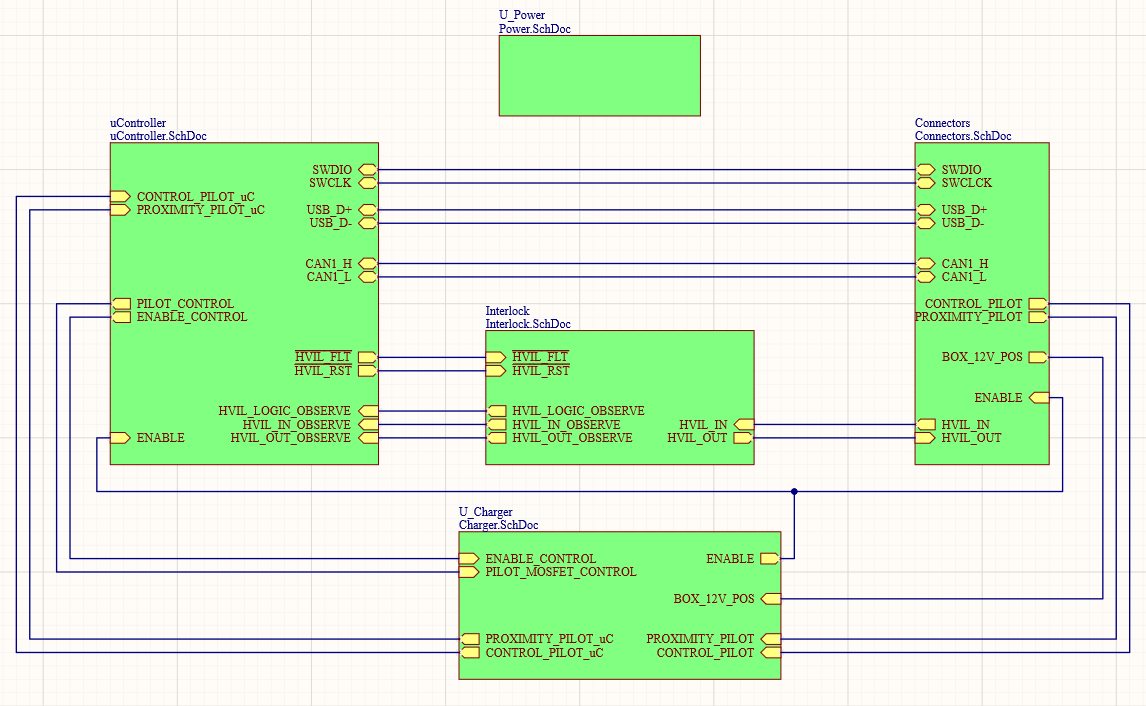 U_Power
Power.SchDoc
uController
uController.SchDoc
SWDIO
SWCLK
CONTROL_PILOT_uC
PROXIMITY_PILOT_uC
USB_D+
USB_D-
CAN1_H
CAN1_L
PILOT_CONTROL
ENABLE_CONTROL
HVIL_FLT
HVIL_RST
HVIL_LOGIC_OBSERVE
HVIL_IN_OBSERVE
HVIL_OUT_OBSERVE
ENABLE
Interlock
Interlock.SchDoc
HVIL_FLT
HVIL_RST
HVIL_LOGIC_OBSERVE
HVIL_IN_OBSERVE
HVIL_OUT_OBSERVE
HVIL_IN
HVIL_OUT
Connectors
Connectors.SchDoc
SWDIO
SWCLCK
USB_D+
USB_D-
CAN1_H
CAN1_L
CONTROL_PILOT
PROXIMITY_PILOT
BOX_12V_POS
ENABLE
HVIL_IN
HVIL_OUT
U_Charger
Charger.SchDoc
ENABLE_CONTROL
PILOT_MOSFET_CONTROL
ENABLE
BOX_12V_POS
PROXIMITY_PILOT_uC
CONTROL_PILOT_uC
PROXIMITY_PILOT
CONTROL_PILOT